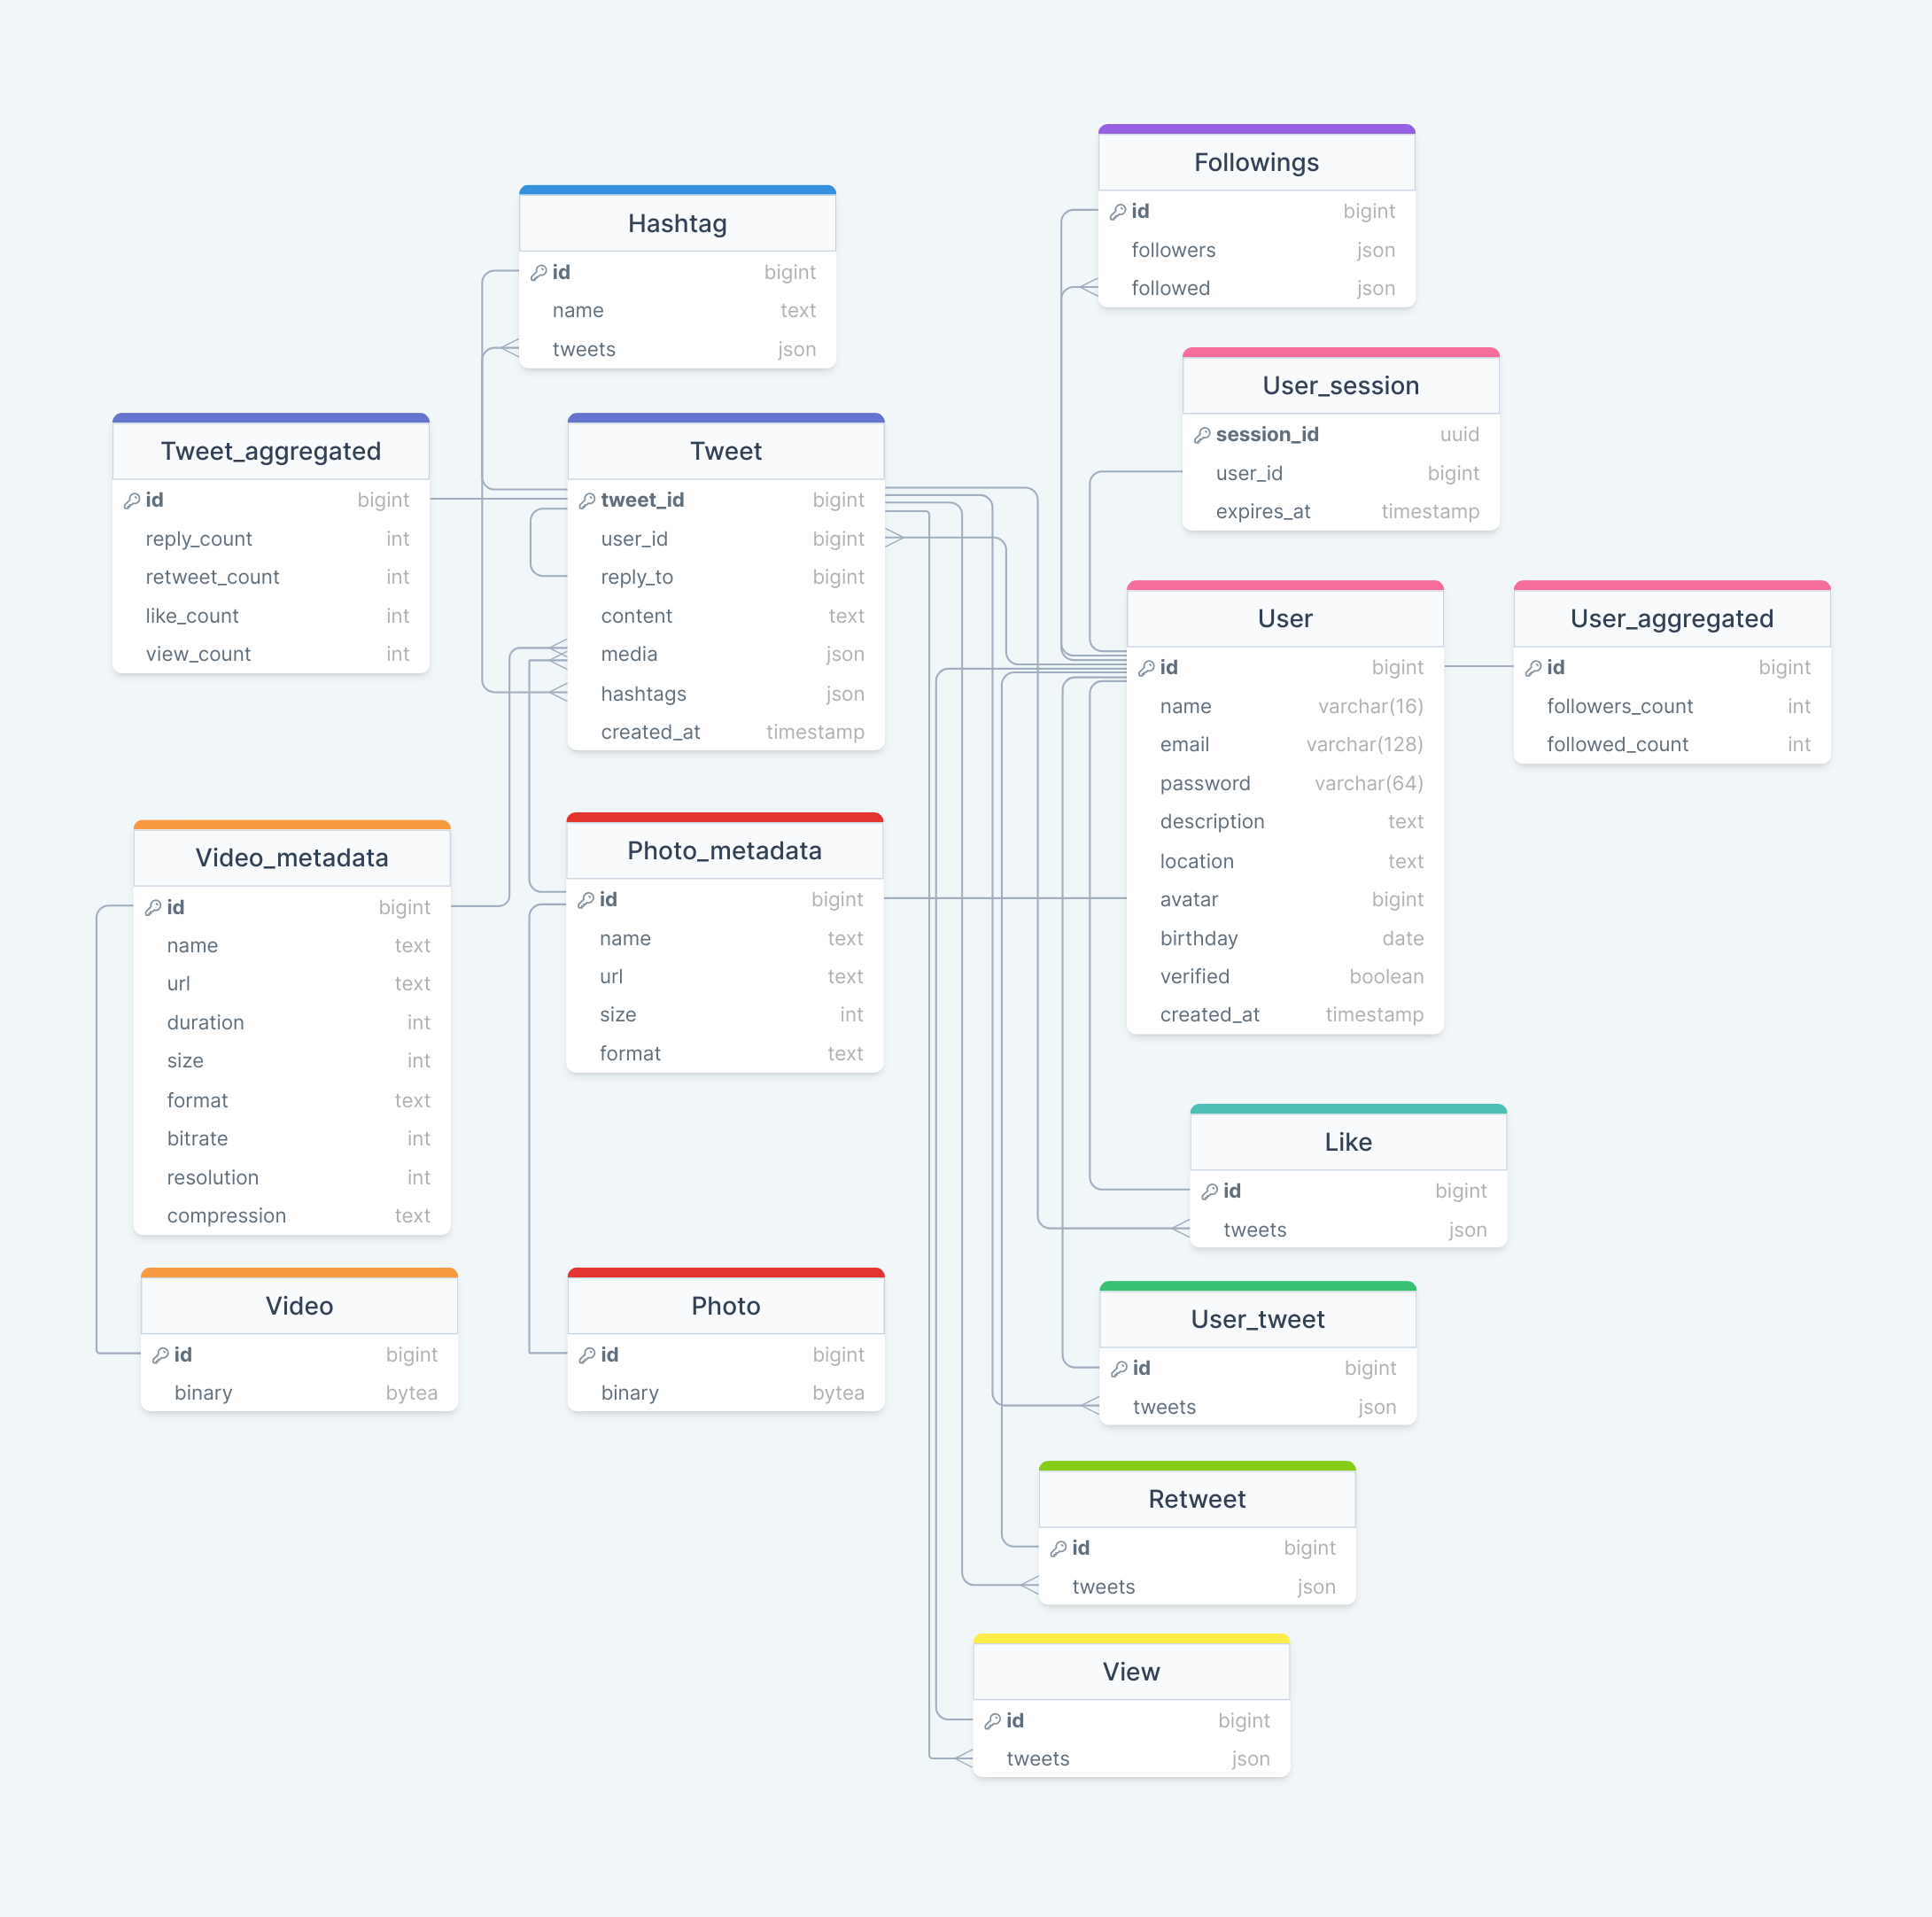 Followings
id bigint
followers json
followed json
Hashtag
id bigint
name text
tweets json
User_session
session_id uuid
user_id bigint
expires_at timestamp
Tweet_aggregated
id bigint
reply_count int
retweet_count int
like_count int
view_count int
Tweet
tweet_id bigint
user_id bigint
reply_to bigint
content text
media json
hashtags json
created_at timestamp
User
id bigint
name varchar(16)
email varchar(128)
password varchar(64)
description text
location text
avatar bigint
birthday date
verified boolean
created_at timestamp
User_aggregated
id bigint
followers_count int
followed_count int
Video_metadata
id bigint
name text
url text
duration int
size int
format text
bitrate int
resolution int
compression text
Photo_metadata
id bigint
name text
url text
size int
format text
Like
id bigint
tweets json
Video
id bigint
binary bytea
Photo
id bigint
binary bytea
User_tweet
id bigint
tweets json
Retweet
id bigint
tweets json
View
id bigint
tweets json